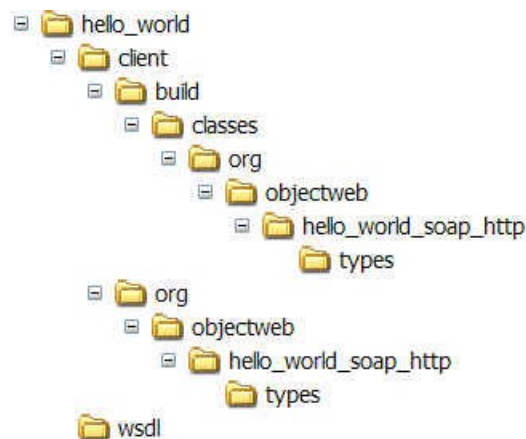 hello_world
client
build
classes
org
objectweb
hello_world_soap_http
types
org
objectweb
hello_world_soap_http
types
wsdl